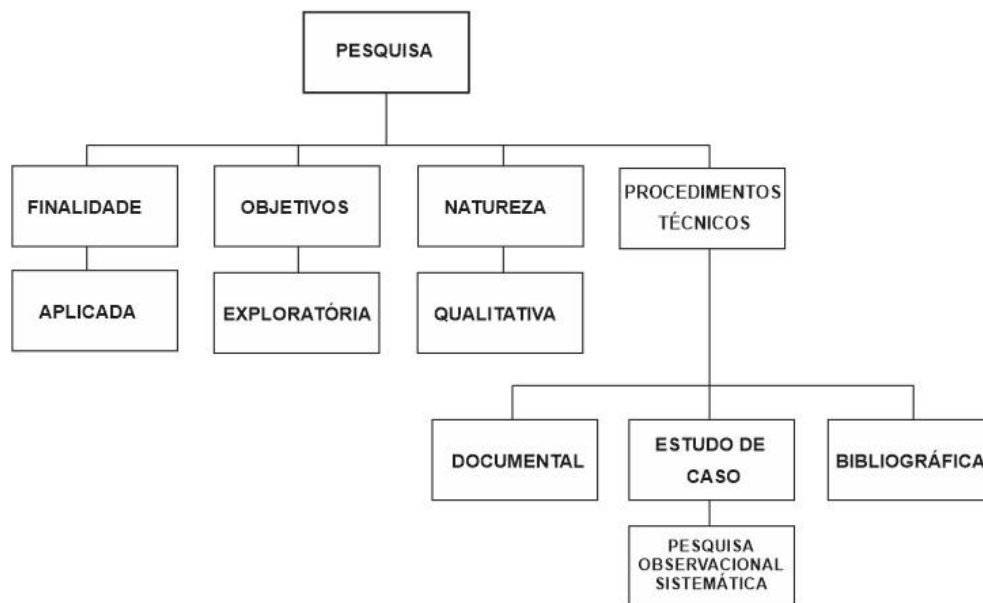 PESQUISA
FINALIDADE
OBJETIVOS
NATUREZA
PROCEDIMENTOS
TÉCNICOS
APLICADA
EXPLORATÓRIA
QUALITATIVA
DOCUMENTAL
ESTUDO DE
CASO
BIBLIOGRÁFICA
PESQUISA
OBSERVACIONAL
SISTEMÁTICA